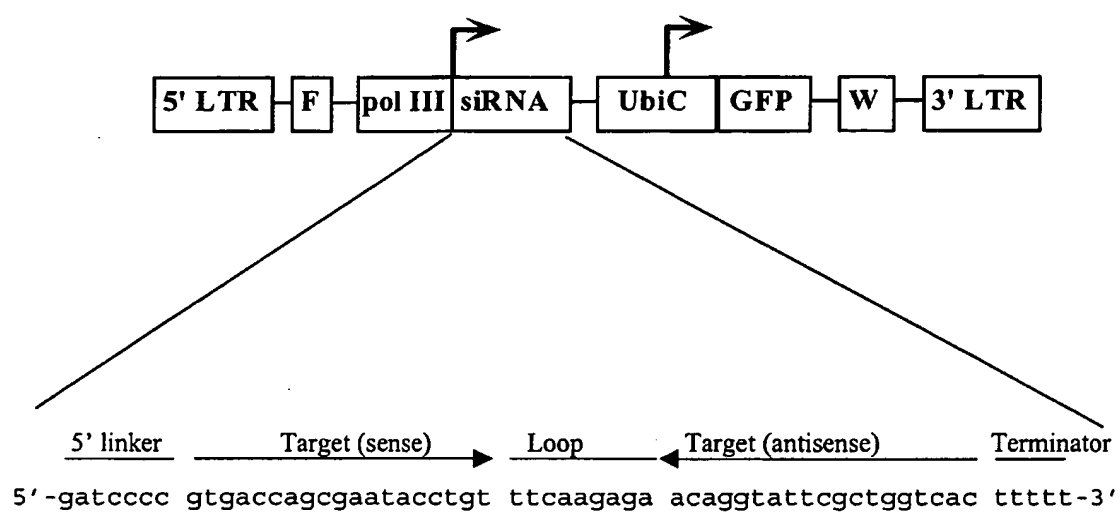 5' LTR F pol III siRNA UbiC GFP W 3' LTR
5' linker Target (sense) Loop Target (antisense) Terminator
5'-gatcccc gtgaccagcgaatacctgt ttcaagaga acaggtattcgctggtcac ttttt-3'